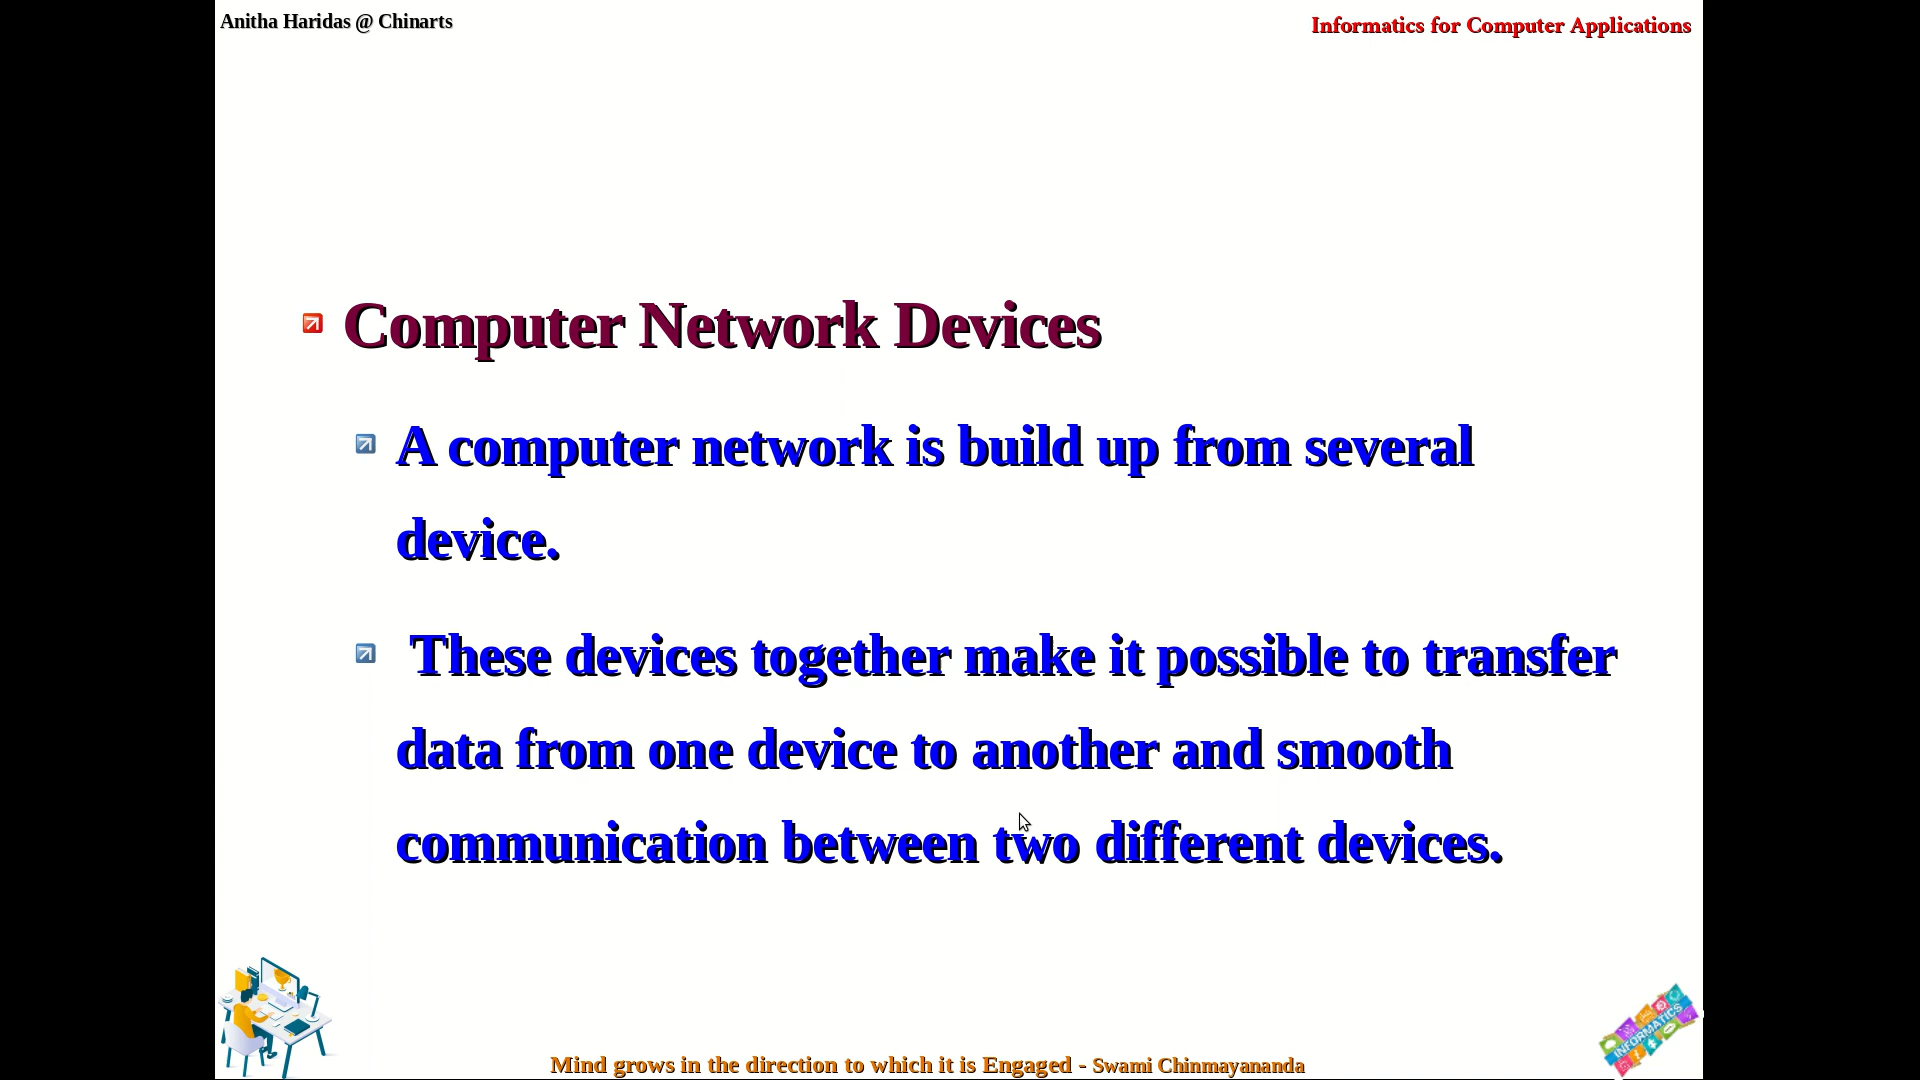 Anitha Haridas @ Chinarts
Informatics for Computer Applications
Computer Network Devices
A computer network is build up from several
device.
These devices together make it possible to transfer
data from one device to another and smooth
communication between two different devices.
INFORMATICS
Mind grows in the direction to which it is Engaged - Swami Chinmayananda